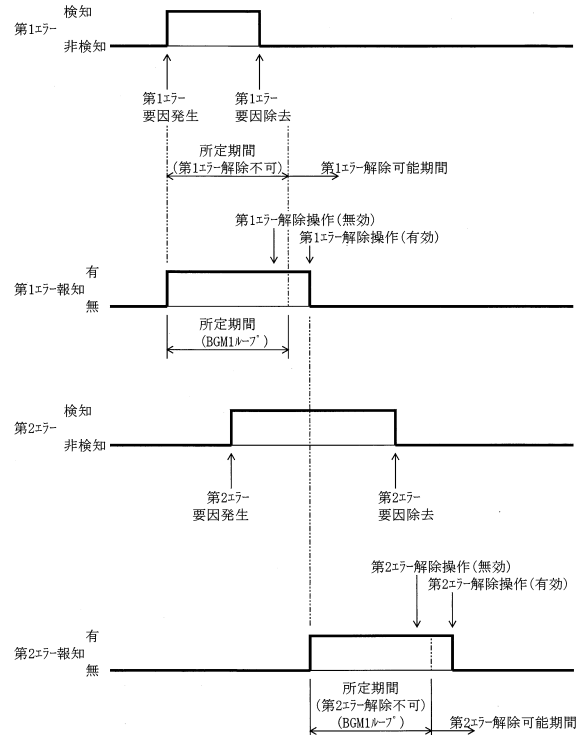 検知
第1ｴﾗｰ
非検知
第1ｴﾗｰ
要因発生
第1ｴﾗｰ
要因除去
所定期間
(第1ｴﾗｰ解除不可)
第1ｴﾗｰ解除可能期間
第1ｴﾗｰ解除操作(無効)
第1ｴﾗｰ解除操作(有効)
有
第1ｴﾗｰ報知
無
所定期間
(BGM1ﾙｰﾌﾟ)
検知
第2ｴﾗｰ
非検知
第2ｴﾗｰ
要因発生
第2ｴﾗｰ
要因除去
第2ｴﾗｰ解除操作(無効)
第2ｴﾗｰ解除操作(有効)
有
第2ｴﾗｰ報知
無
所定期間
(第2ｴﾗｰ解除不可)
(BGM1ﾙｰﾌﾟ)
第2ｴﾗｰ解除可能期間